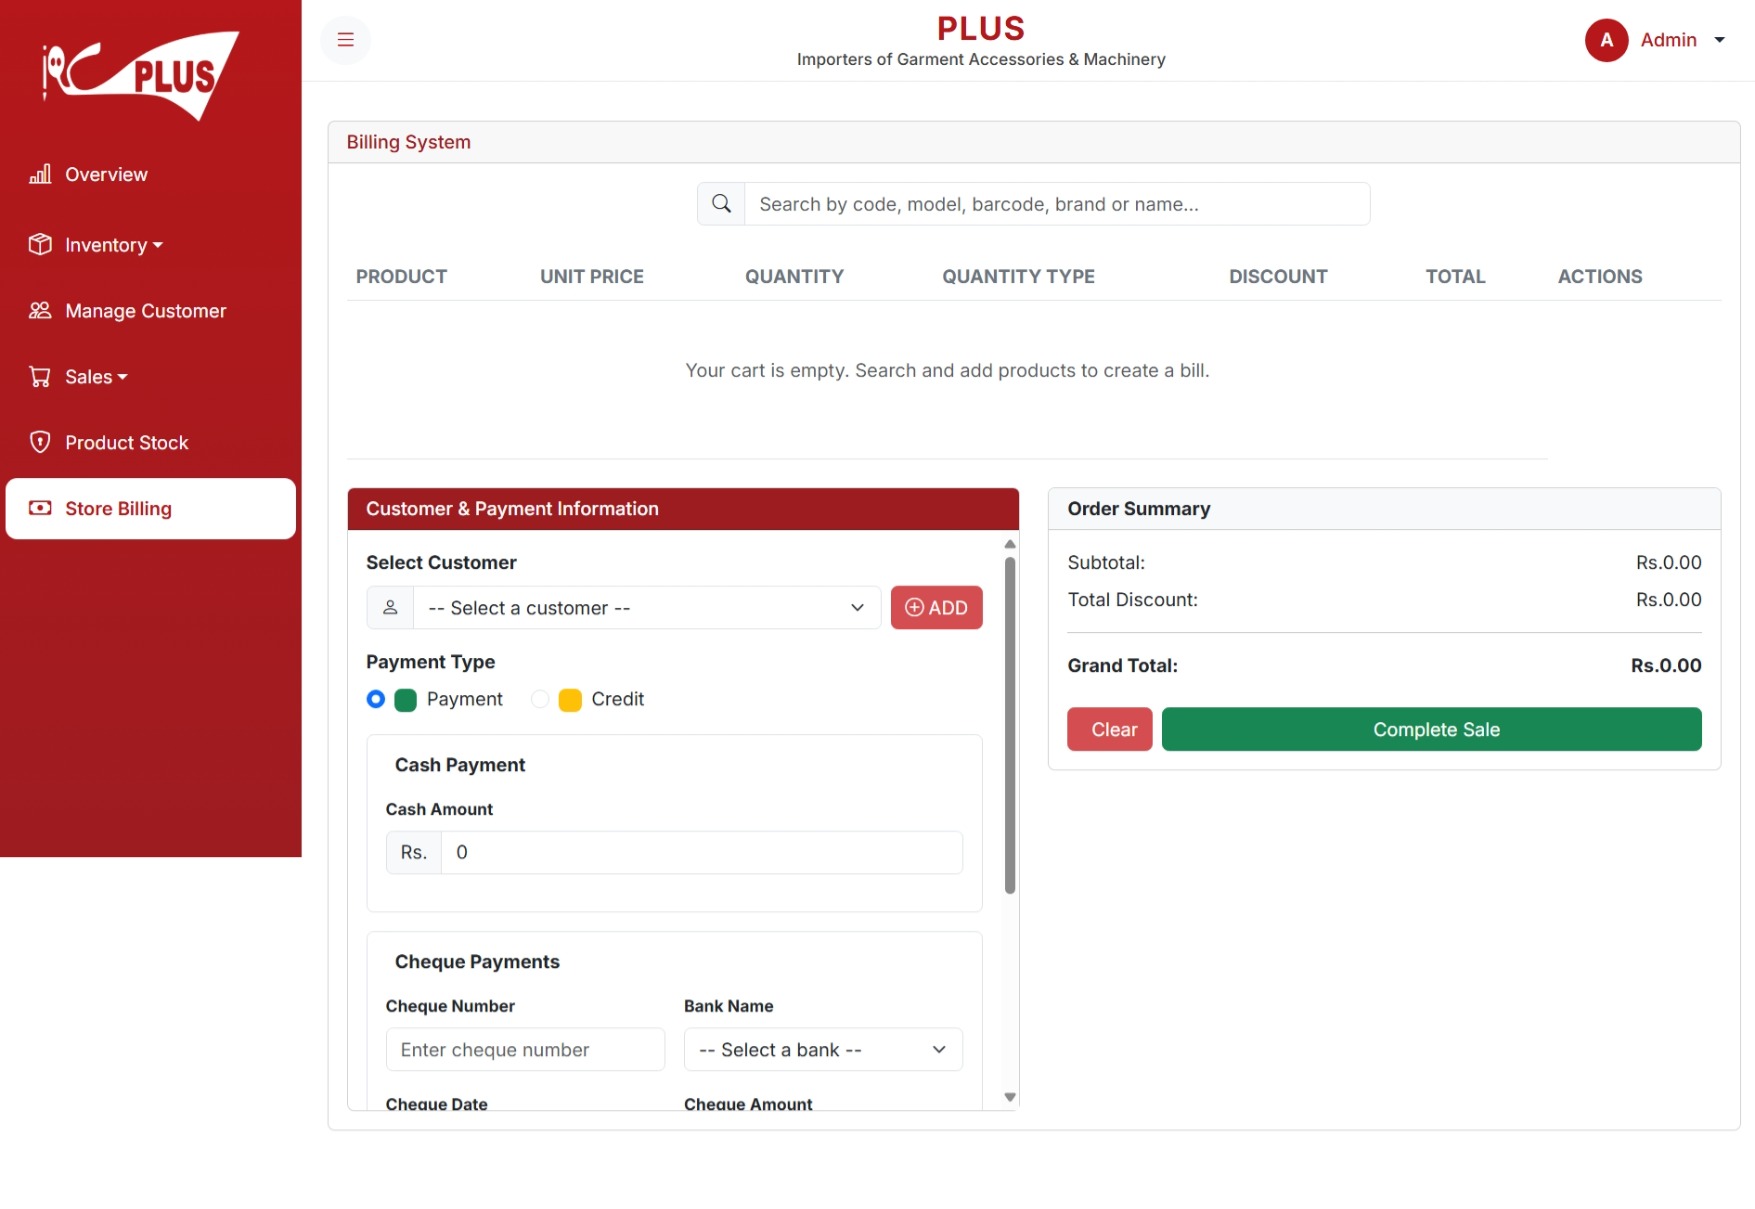 RC PLUS
Overview
Inventory
Manage Customer
Sales
Product Stock
Store Billing
PLUS
Importers of Garment Accessories & Machinery
A Admin
Billing System
Search by code, model, barcode, brand or name...
PRODUCT UNIT PRICE QUANTITY QUANTITY TYPE DISCOUNT TOTAL ACTIONS
Your cart is empty. Search and add products to create a bill.
Customer & Payment Information
Select Customer
-- Select a customer -- ADD
Payment Type
Payment Credit
Cash Payment
Cash Amount
Rs. 0
Cheque Payments
Cheque Number Bank Name
Enter cheque number -- Select a bank --
Cheque Date Cheque Amount
Order Summary
Subtotal: Rs.0.00
Total Discount: Rs.0.00
Grand Total: Rs.0.00
Clear Complete Sale